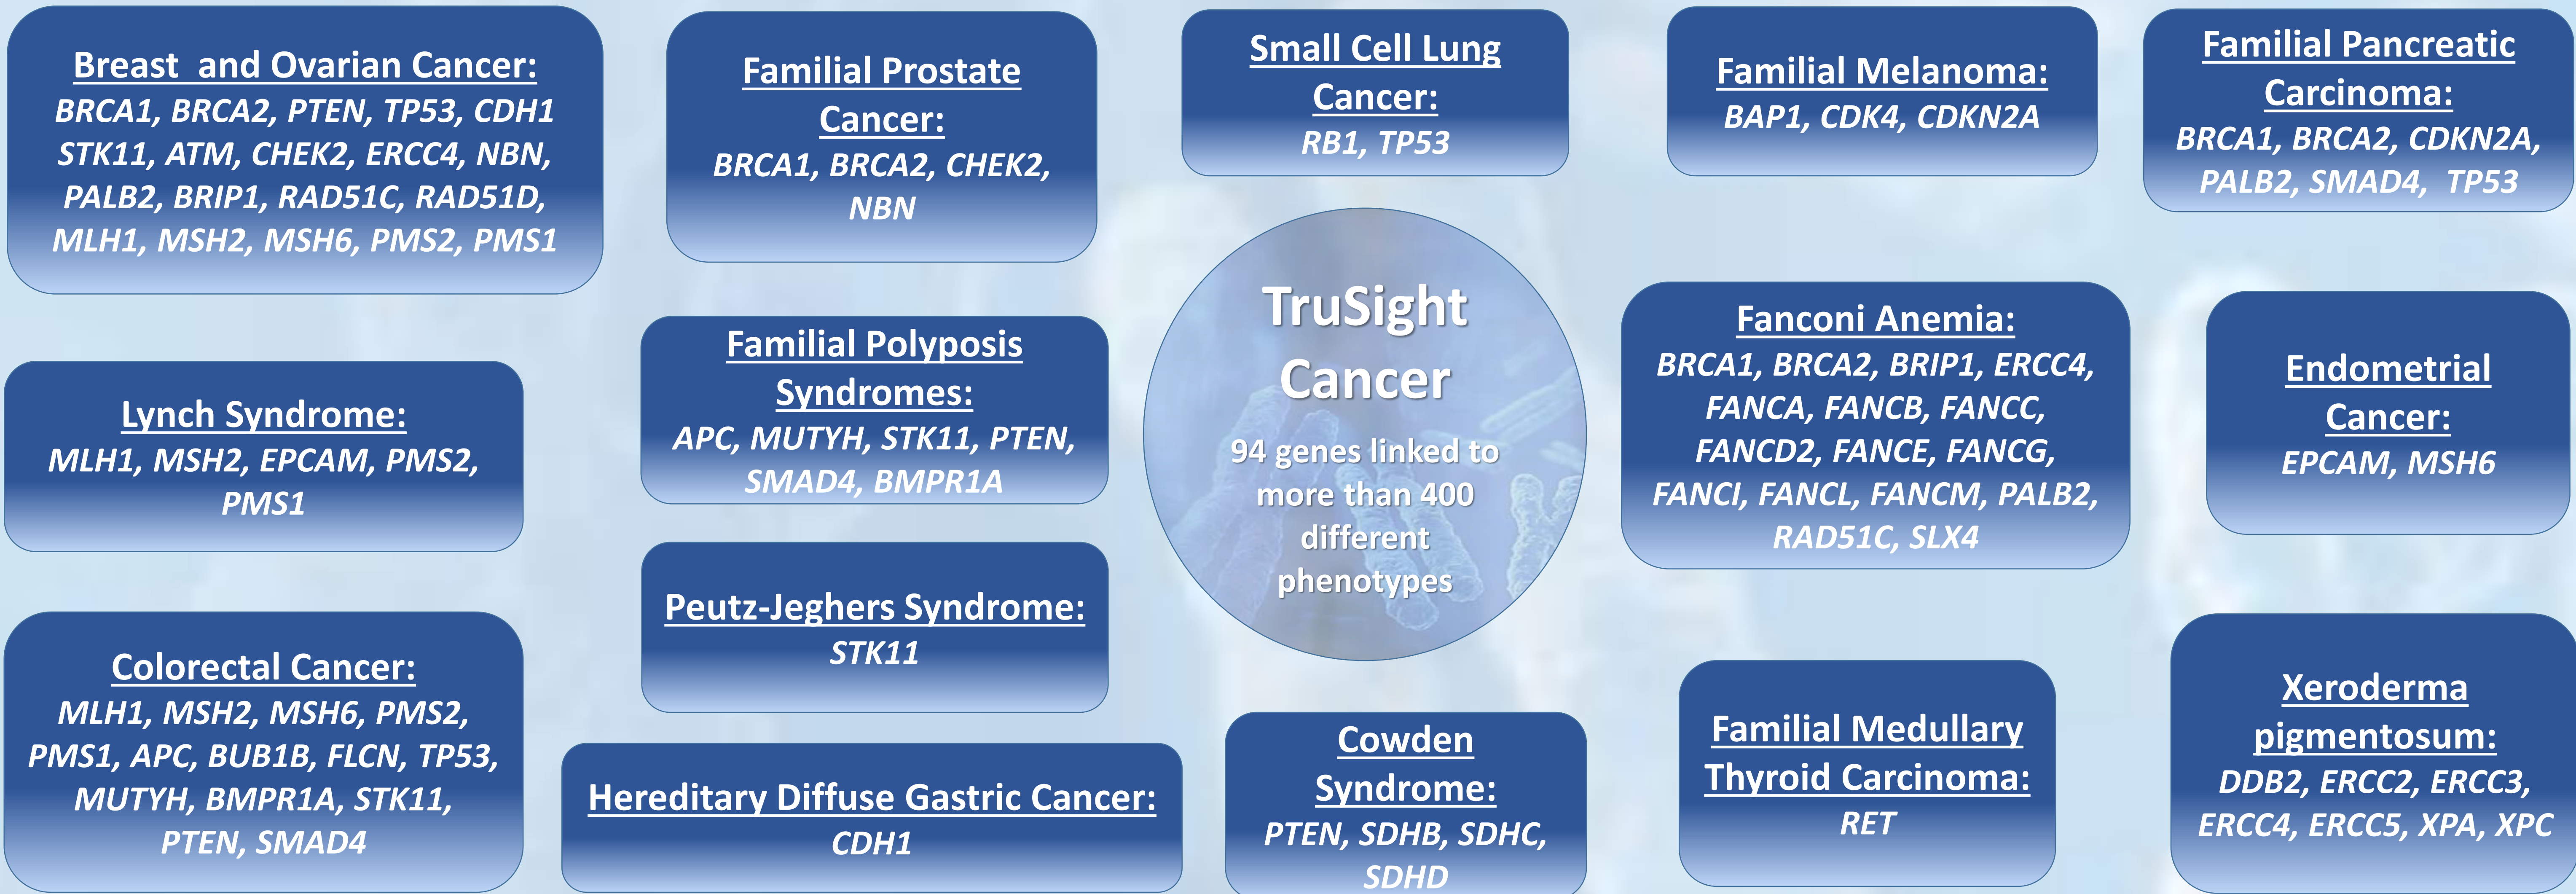 Breast  and Ovarian Cancer:
BRCA1, BRCA2, PTEN, TP53, CDH1
STK11, ATM, CHEK2, ERCC4, NBN,
PALB2, BRIP1, RAD51C, RAD51D,
MLH1, MSH2, MSH6, PMS2, PMS1
Familial Prostate
Cancer:
BRCA1, BRCA2, CHEK2,
NBN
Small Cell Lung
Cancer:
RB1, TP53
Familial Melanoma:
BAP1, CDK4, CDKN2A
Familial Pancreatic
Carcinoma:
BRCA1, BRCA2, CDKN2A,
PALB2, SMAD4,  TP53
Lynch Syndrome:
MLH1, MSH2, EPCAM, PMS2,
PMS1
Familial Polyposis
Syndromes:
APC, MUTYH, STK11, PTEN,
SMAD4, BMPR1A
TruSight
Cancer
94 genes linked to
more than 400
different
phenotypes
Fanconi Anemia:
BRCA1, BRCA2, BRIP1, ERCC4,
FANCA, FANCB, FANCC,
FANCD2, FANCE, FANCG,
FANCI, FANCL, FANCM, PALB2,
RAD51C, SLX4
Endometrial
Cancer:
EPCAM, MSH6
Peutz-Jeghers Syndrome:
STK11
Colorectal Cancer:
MLH1, MSH2, MSH6, PMS2,
PMS1, APC, BUB1B, FLCN, TP53,
MUTYH, BMPR1A, STK11,
PTEN, SMAD4
Hereditary Diffuse Gastric Cancer:
CDH1
Cowden
Syndrome:
PTEN, SDHB, SDHC,
SDHD
Familial Medullary
Thyroid Carcinoma:
RET
Xeroderma
pigmentosum:
DDB2, ERCC2, ERCC3,
ERCC4, ERCC5, XPA, XPC